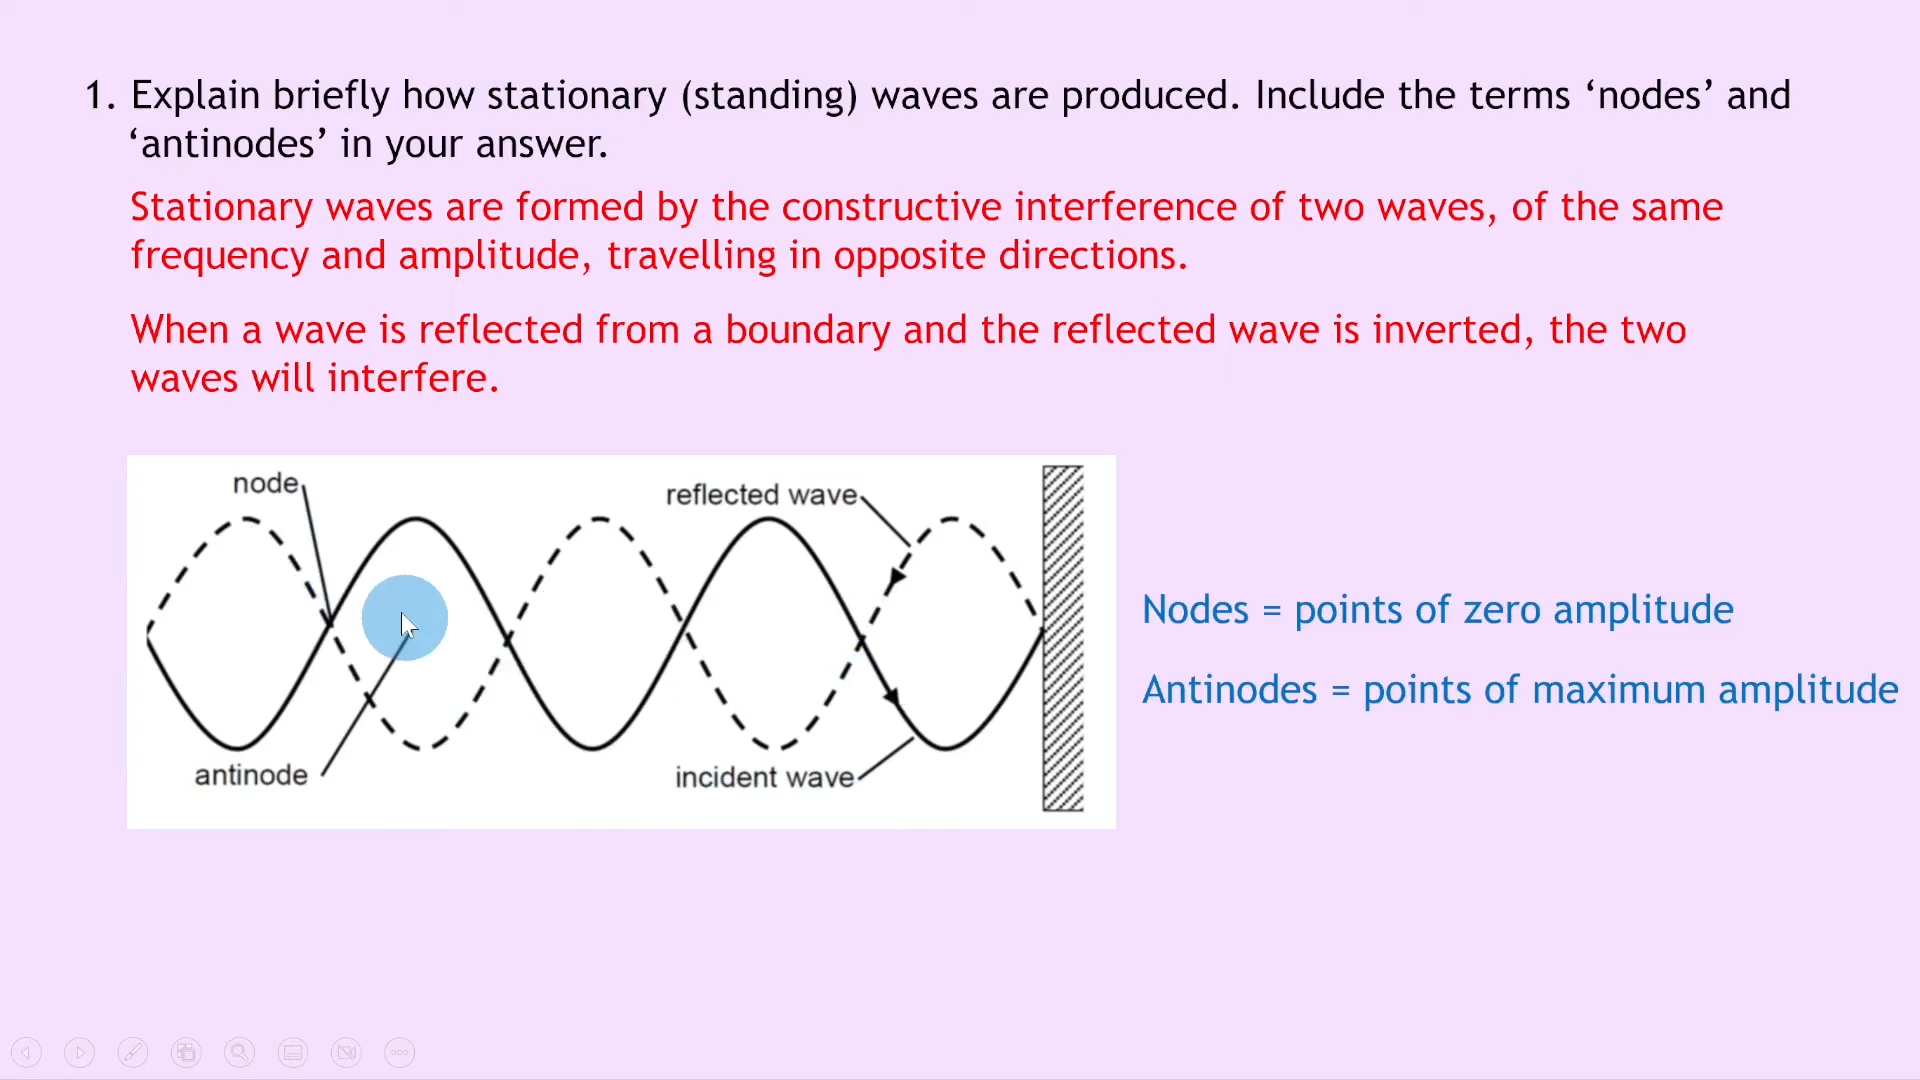 1. Explain briefly how stationary (standing) waves are produced. Include the terms ‘nodes’ and
‘antinodes’ in your answer.
Stationary waves are formed by the constructive interference of two waves, of the same
frequency and amplitude, travelling in opposite directions.
When a wave is reflected from a boundary and the reflected wave is inverted, the two
waves will interfere.
node
reflected wave
antinode
incident wave
Nodes = points of zero amplitude
Antinodes = points of maximum amplitude